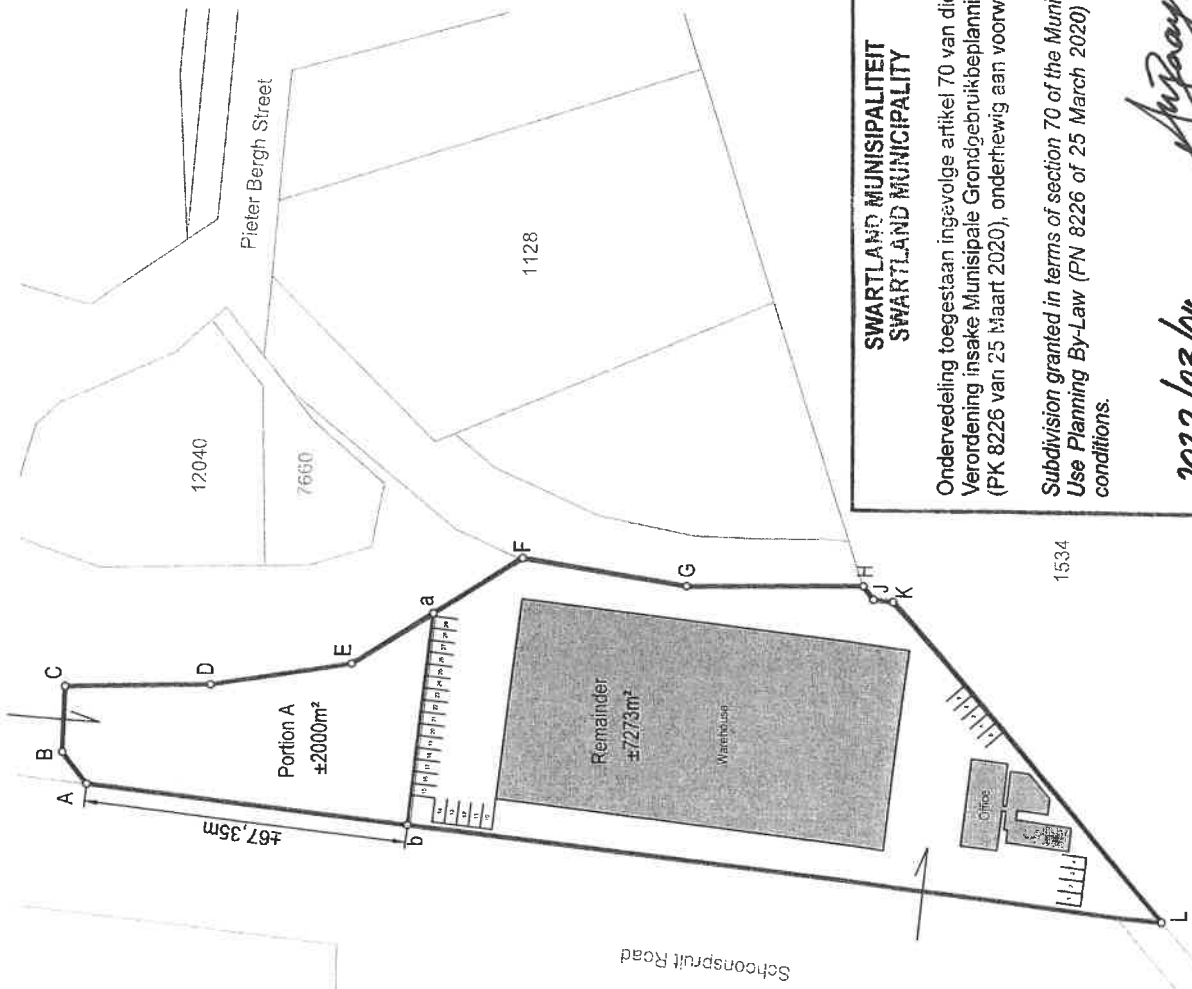 Pieter Bergh Street
12040
7660
1128
A
B
C
D
E
a
F
G
H
J
K
L
b
±67,35m
Portion A
±2000m²
Remainder
±7273m²
Warehouse
Office
1534
Schoonspruit Road
SWARTLAND MUNISIPALITEIT
SWARTLAND MUNICIPALITY
Ondervedeling toegestaan ingevolge artikel 70 van die
Verordening insake Munisipale Grondgebruikbeplanni
(PK 8226 van 25 Maart 2020), onderhewig aan voorw
Subdivision granted in terms of section 70 of the Muni
Use Planning By-Law (PN 8226 of 25 March 2020)
conditions.